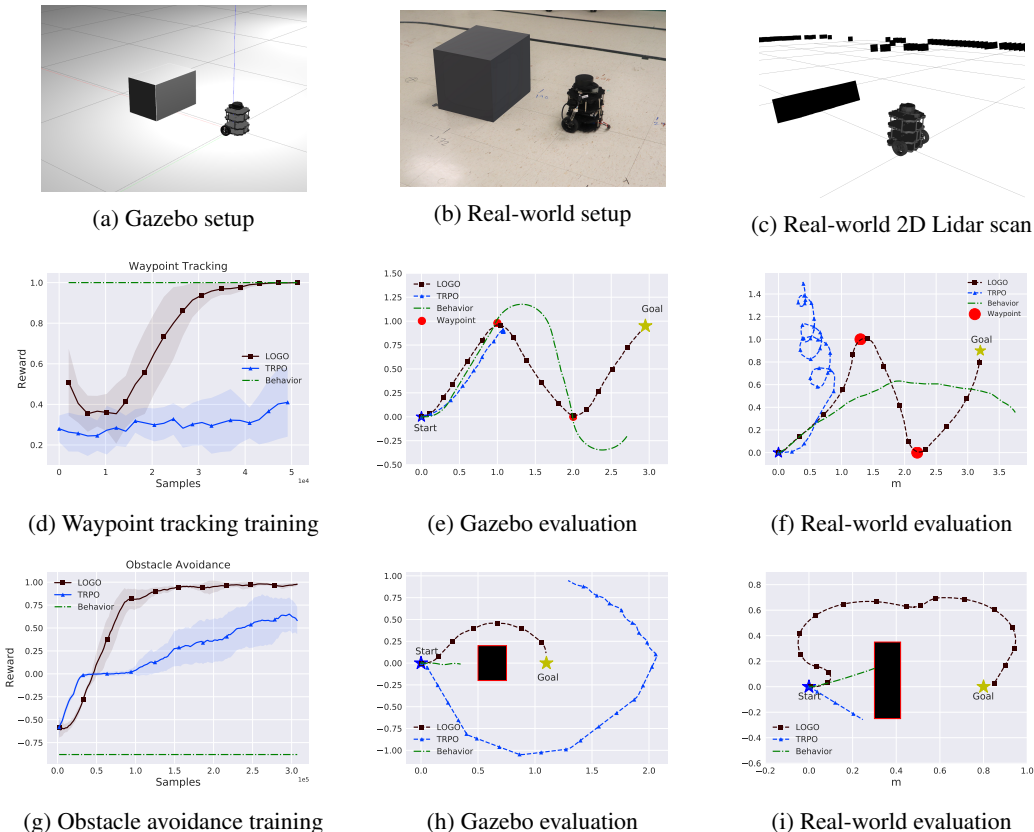 (a) Gazebo setup
(b) Real-world setup
(c) Real-world 2D Lidar scan
Waypoint Tracking
1.0
0.8
0.6
0.4
0.2
Reward
LOGO
TRPO
Behavior
0 1 2 3 4 5
Samples
1e4
(d) Waypoint tracking training
1.50
1.25
1.00
0.75
0.50
0.25
0.00
−0.25
−0.50
LOGO
TRPO
Behavior
Waypoint
Goal
Start
0.0 0.5 1.0 1.5 2.0 2.5 3.0
(e) Gazebo evaluation
1.4
1.2
1.0
0.8
0.6
0.4
0.2
0.0
LOGO
TRPO
Behavior
Waypoint
Goal
Start
0.0 0.5 1.0 1.5 2.0 2.5 3.0 3.5
m
(f) Real-world evaluation
Obstacle Avoidance
1.00
0.75
0.50
0.25
0.00
−0.25
−0.50
−0.75
Reward
LOGO
TRPO
Behavior
0.0 0.5 1.0 1.5 2.0 2.5 3.0
Samples
1e5
(g) Obstacle avoidance training
1.00
0.75
0.50
0.25
0.00
−0.25
−0.50
−0.75
−1.00
Start
Goal
LOGO
TRPO
Behavior
0.0 0.5 1.0 1.5 2.0
(h) Gazebo evaluation
0.8
0.6
0.4
0.2
0.0
−0.2
−0.4
−0.6
Start
Goal
LOGO
TRPO
Behavior
−0.2 0.0 0.2 0.4 0.6 0.8 1.0
m
(i) Real-world evaluation